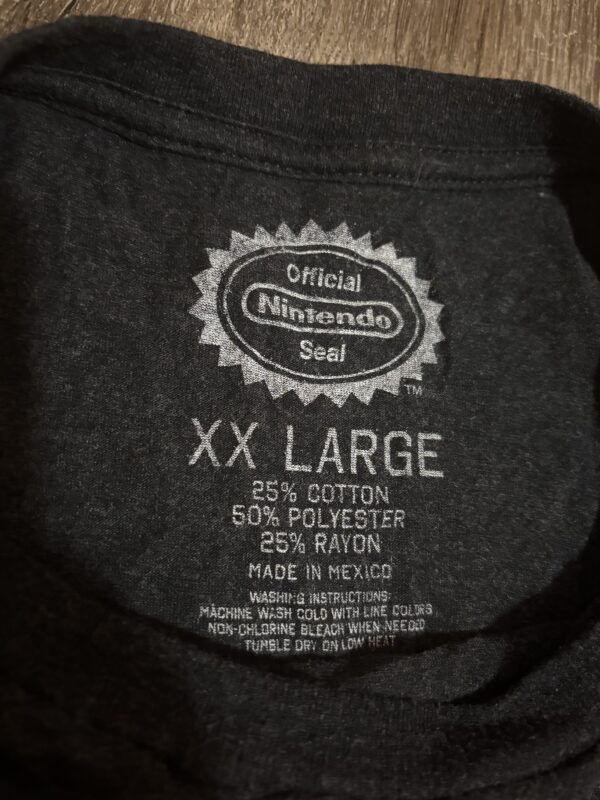 Official
Nintendo
Seal
TM
XX LARGE
25% COTTON
50% POLYESTER
25% RAYON
MADE IN MEXICO
WASHING INSTRUCTIONS:
MACHINE WASH COLD WITH LIKE COLORS
NON-CHLORINE BLEACH WHEN NEEDED
TUMBLE DRY ON LOW HEAT